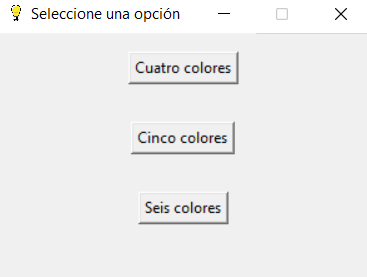 Seleccione una opción
Cuatro colores
Cinco colores
Seis colores